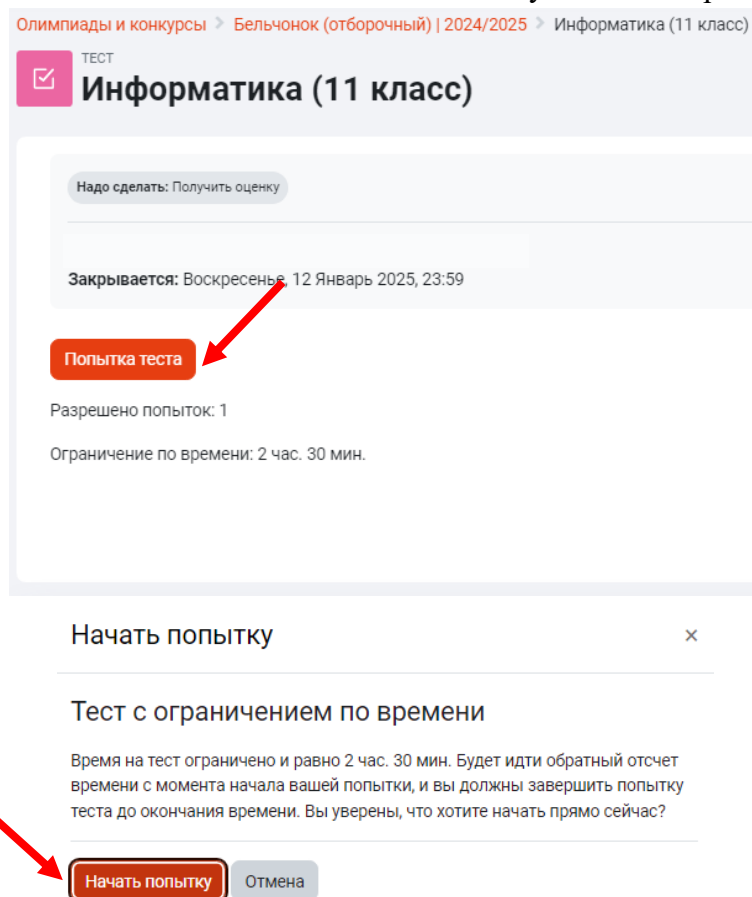 Олимпиады и конкурсы > Бельчонок (отборочный) | 2024/2025 > Информатика (11 класс)
ТЕСТ
Информатика (11 класс)
Надо сделать: Получить оценку
Закрывается: Воскресенье, 12 Январь 2025, 23:59
Попытка теста
Разрешено попыток: 1
Ограничение по времени: 2 час. 30 мин.
Начать попытку ×
Тест с ограничением по времени
Время на тест ограничено и равно 2 час. 30 мин. Будет идти обратный отсчет
времени с момента начала вашей попытки, и вы должны завершить попытку
теста до окончания времени. Вы уверены, что хотите начать прямо сейчас?
Начать попытку Отмена